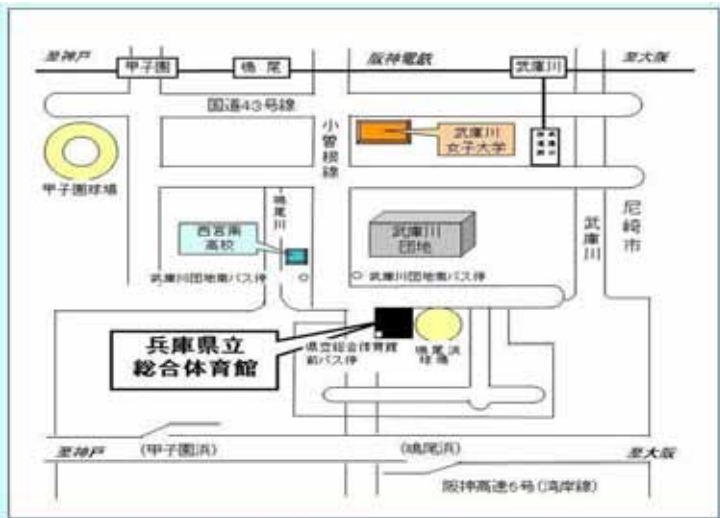 至神戸
甲子園
鳴尾
阪神電鉄
武庫川
至大阪
国道43号線
小曽根線
武庫川
女子大学
甲子園球場
鳴尾川
西宮南
高校
武庫川
団地
武庫川
尼崎市
武庫川団地南バス停
武庫川団地南バス停
兵庫県立
総合体育館
県立総合体育館
前バス停
鳴尾浜
球場
至神戸
(甲子園浜)
(鳴尾浜)
至大阪
阪神高速5号(湾岸線)